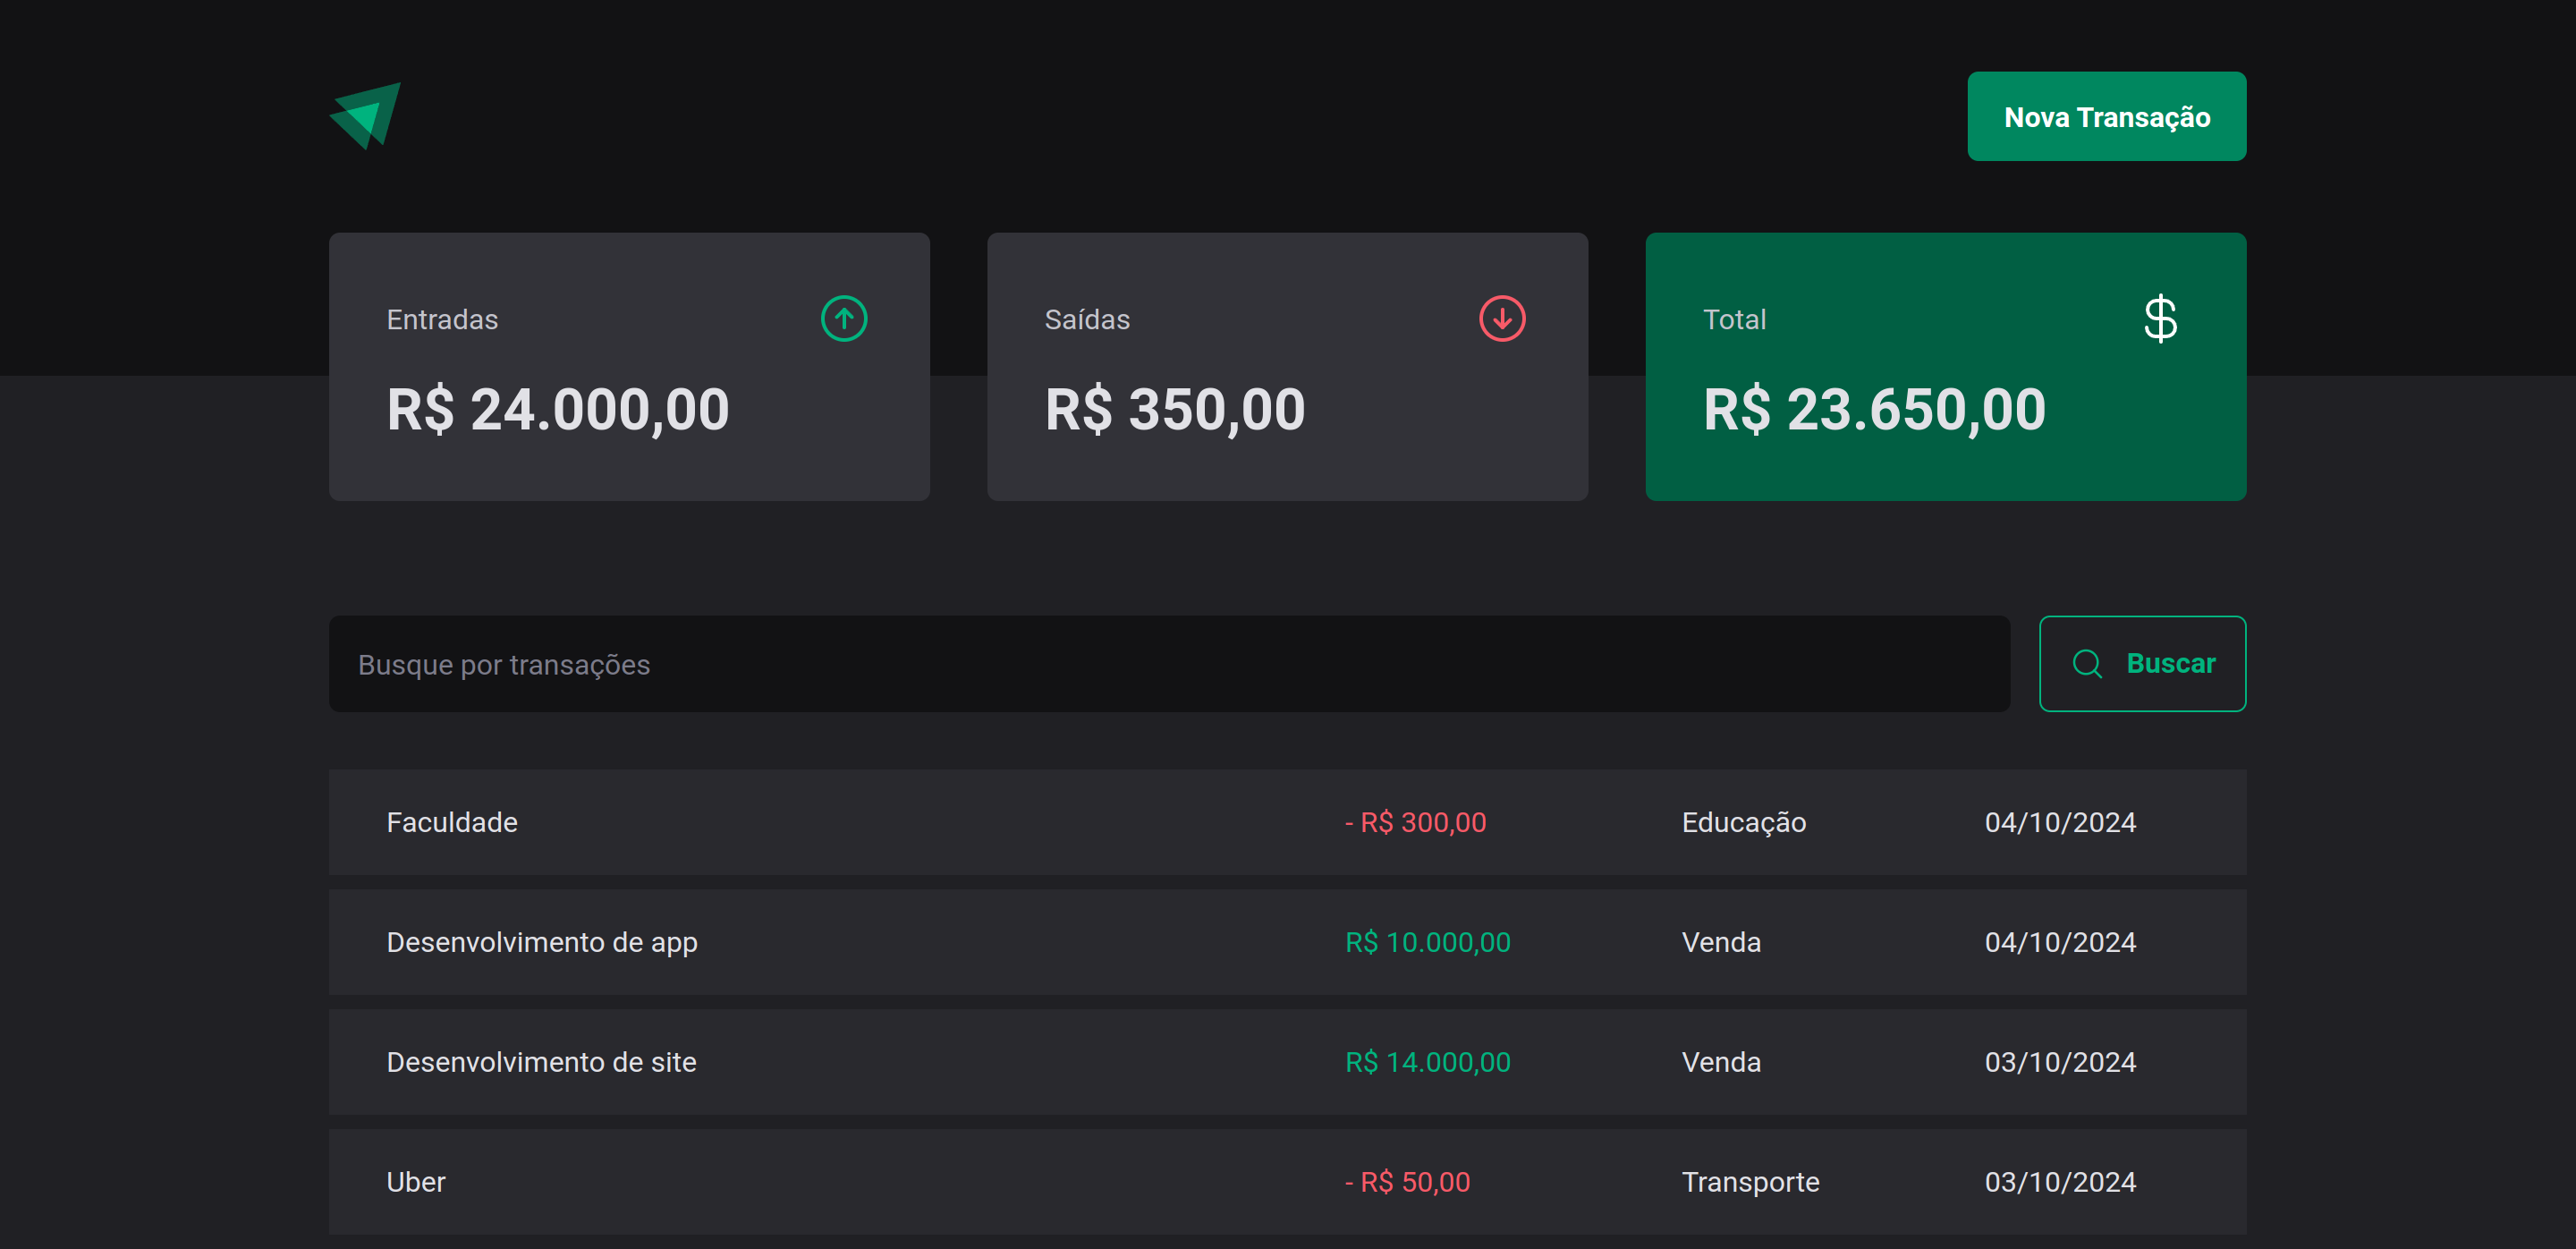 Nova Transação
Entradas
R$ 24.000,00
Saídas
R$ 350,00
Total
$
R$ 23.650,00
Busque por transações
Buscar
Faculdade - R$ 300,00 Educação 04/10/2024
Desenvolvimento de app R$ 10.000,00 Venda 04/10/2024
Desenvolvimento de site R$ 14.000,00 Venda 03/10/2024
Uber - R$ 50,00 Transporte 03/10/2024